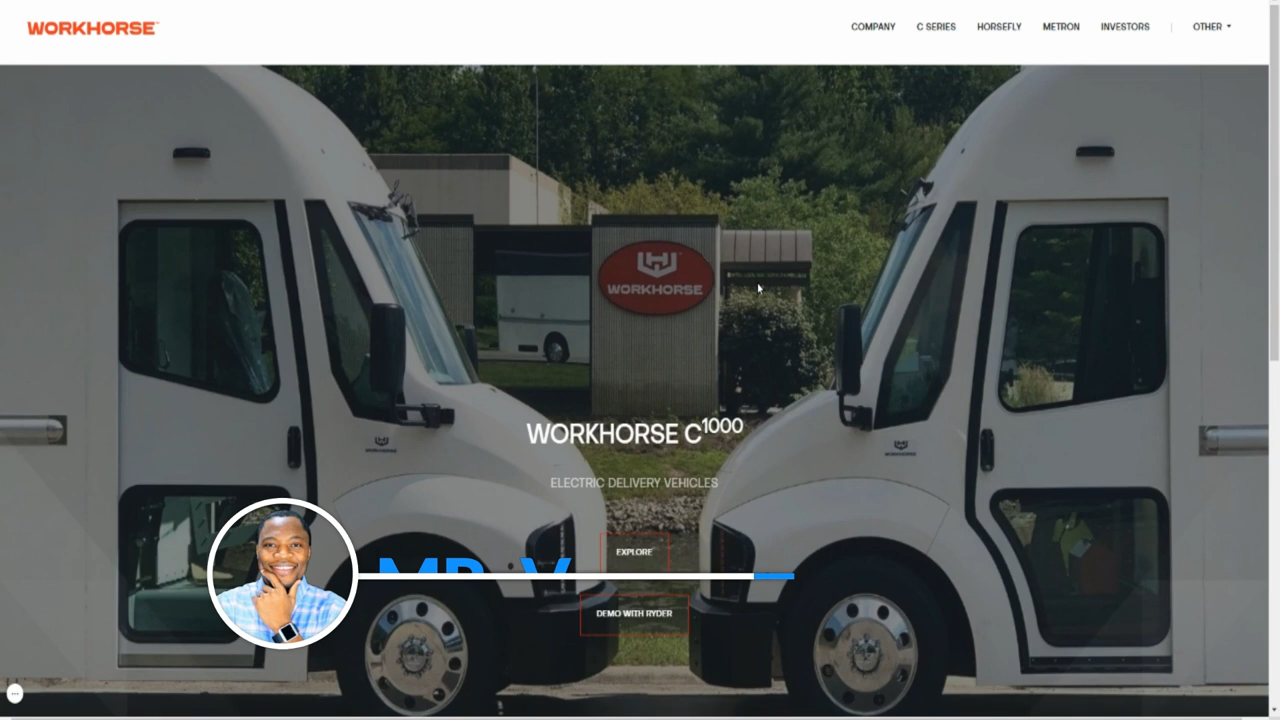 WORKHORSE
COMPANY
C SERIES
HORSEFLY
METRON
INVESTORS
OTHER
WORKHORSE
WORKHORSE C1000
ELECTRIC DELIVERY VEHICLES
EXPLORE
DEMO WITH RYDER